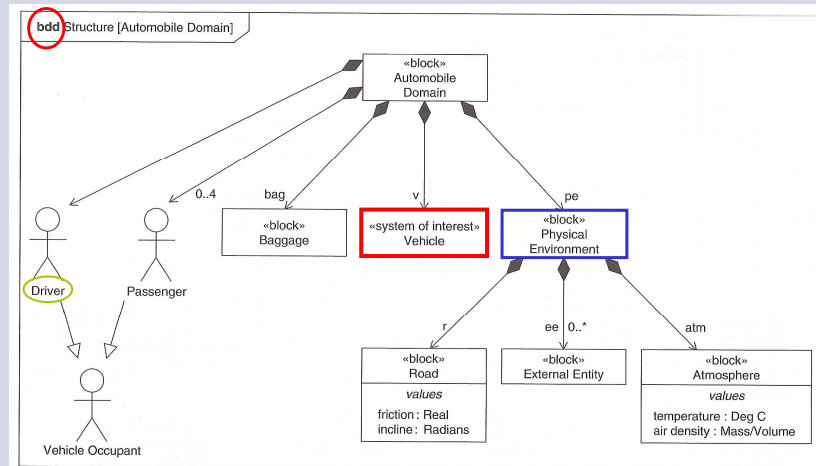 bdd Structure [Automobile Domain]
«block»
Automobile
Domain
0..4
bag
v
pe
«block»
Baggage
«system of interest»
Vehicle
«block»
Physical
Environment
Driver
Passenger
r
ee 0..*
atm
«block»
Road
values
friction : Real
incline : Radians
«block»
External Entity
«block»
Atmosphere
values
temperature : Deg C
air density : Mass/Volume
Vehicle Occupant